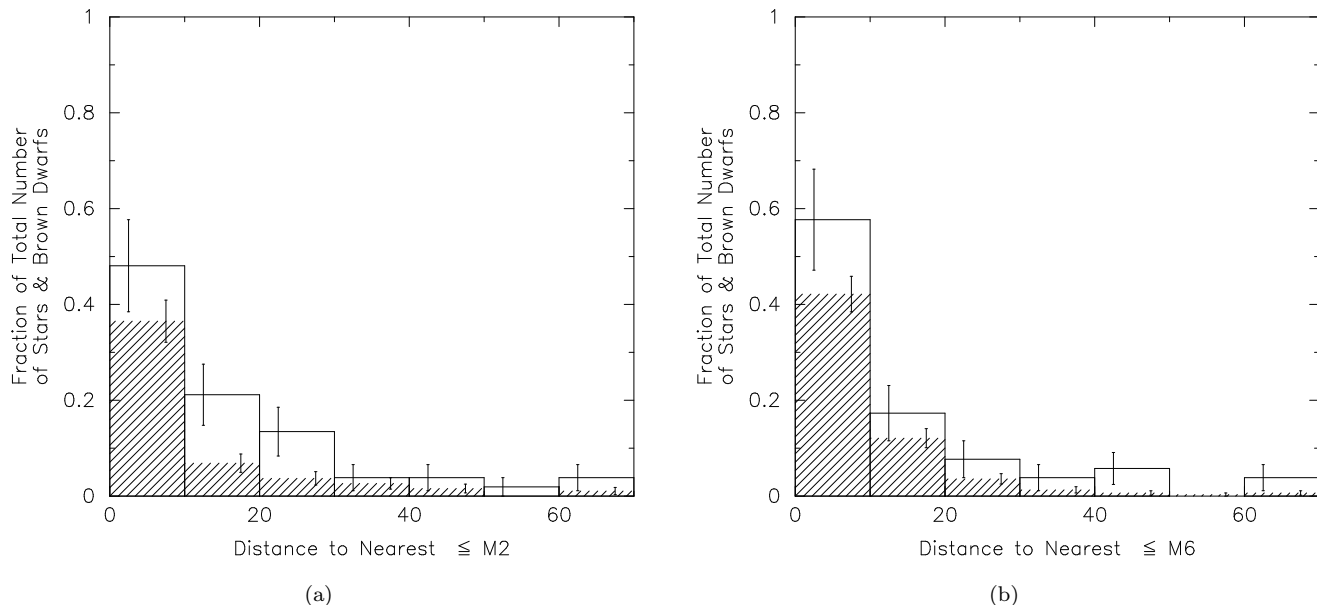 Fraction of Total Number
of Stars & Brown Dwarfs
1
0.8
0.6
0.4
0.2
0
0 20 40 60
Distance to Nearest ≦ M2
(a)
Fraction of Total Number
of Stars & Brown Dwarfs
1
0.8
0.6
0.4
0.2
0
0 20 40 60
Distance to Nearest ≦ M6
(b)